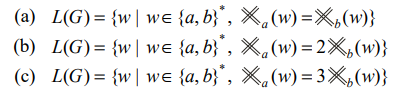 (a) L(G) = {w | w∈ {a, b}*, ※ₐ(w) =※ᵦ(w)}
(b) L(G) = {w | w∈ {a, b}*, ※ₐ(w) = 2※ᵦ(w)}
(c) L(G) = {w | w∈ {a, b}*, ※ₐ(w) = 3※ᵦ(w)}